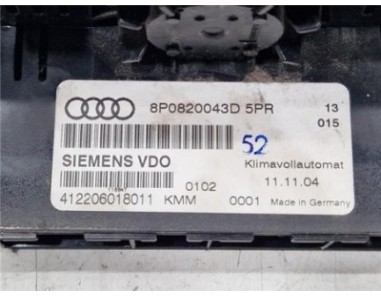 8P0820043D 5PR 13
015
52
SIEMENS VDO Klimavollautomat
0102 11.11.04
412206018011 KMM 0001 Made in Germany